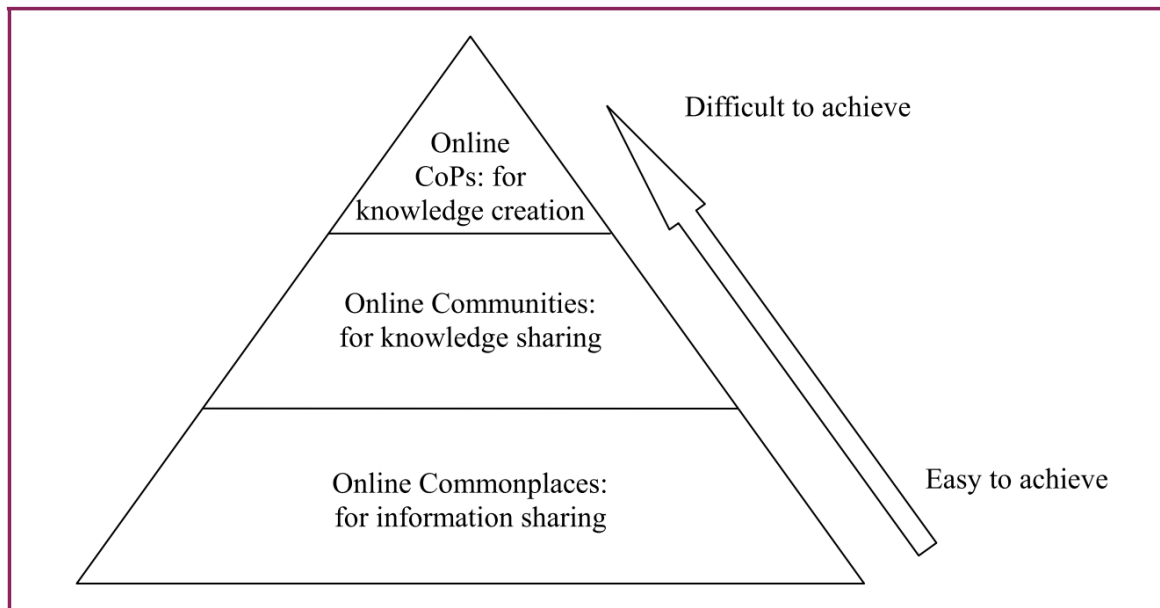 Difficult to achieve
Online
CoPs: for
knowledge creation
Online Communities:
for knowledge sharing
Easy to achieve
Online Commonplaces:
for information sharing